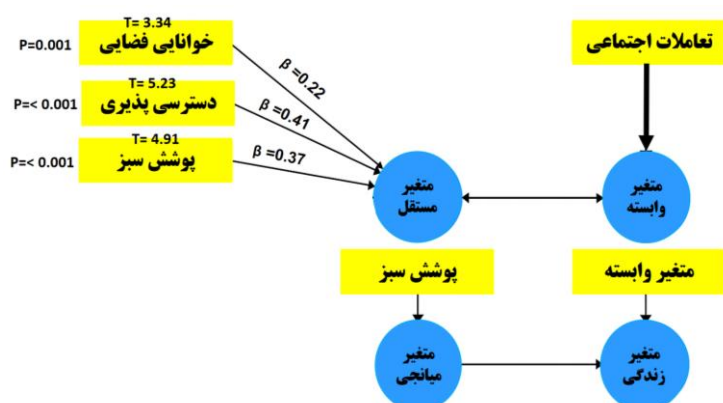 T= 3.34
P=0.001
خوانایی فضایی
β =0.22
تعاملات اجتماعی
T= 5.23
P=< 0.001
دسترسی پذیری
β =0.41
T= 4.91
P=< 0.001
پوشش سبز
β =0.37
متغیر
مستقل
متغیر
وابسته
پوشش سبز
متغیر وابسته
متغیر
میانجی
متغیر
زندگی